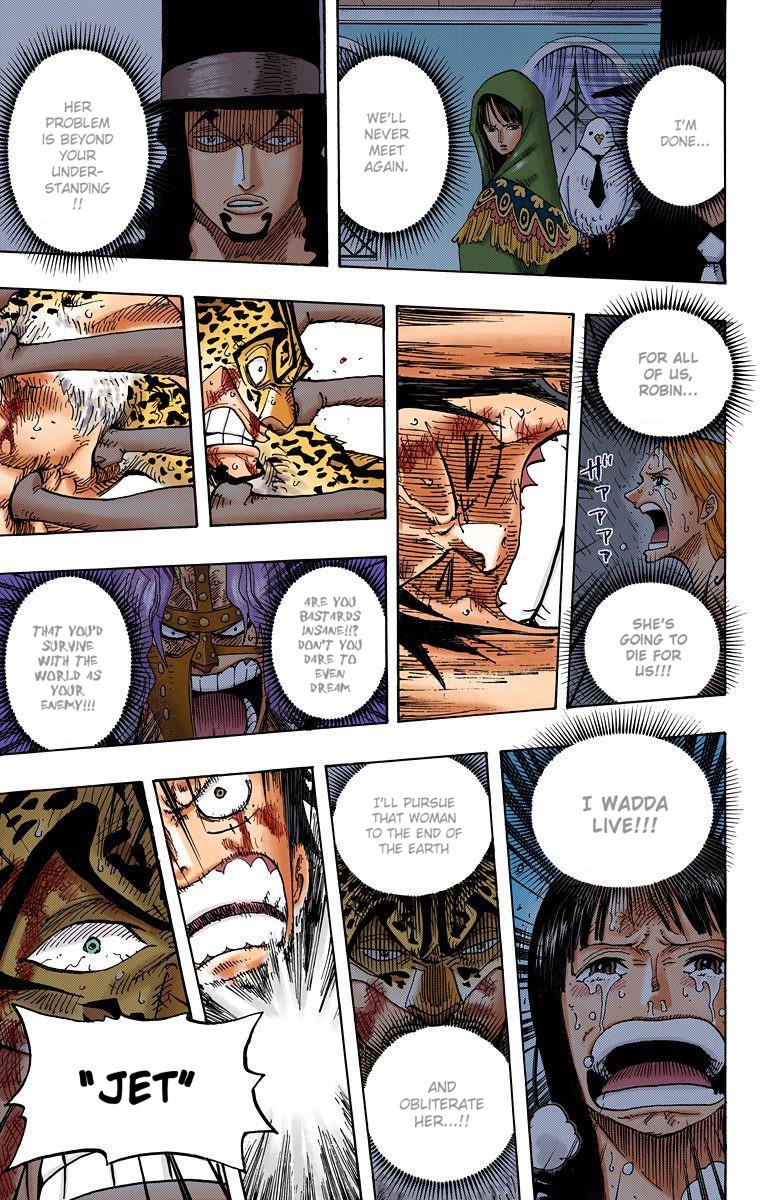 I'M
DONE...
WE'LL
NEVER
MEET
AGAIN.
HER
PROBLEM
IS BEYOND
YOUR
UNDER-
STANDING
!!
FOR ALL
OF US,
ROBIN...
ザァァァァ
SHE'S
GOING TO
DIE FOR
US!!!
ARE YOU
BASTARDS
INSANE!!?
DON'T YOU
DARE TO
EVEN
DREAM
THAT YOU'D
SURVIVE
WITH THE
WORLD AS
YOUR
ENEMY!!!
I WADDA
LIVE!!!
I'LL PURSUE
THAT WOMAN
TO THE END OF
THE EARTH
AND
OBLITERATE
HER...!!
"JET"